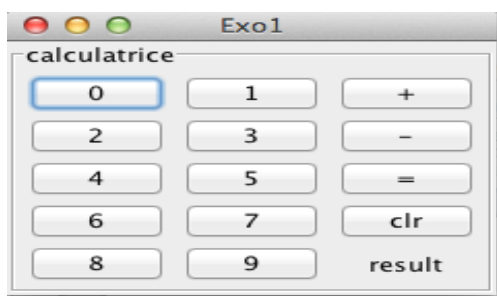 Exo1
calculatrice
0 1 +
2 3 -
4 5 =
6 7 clr
8 9 result